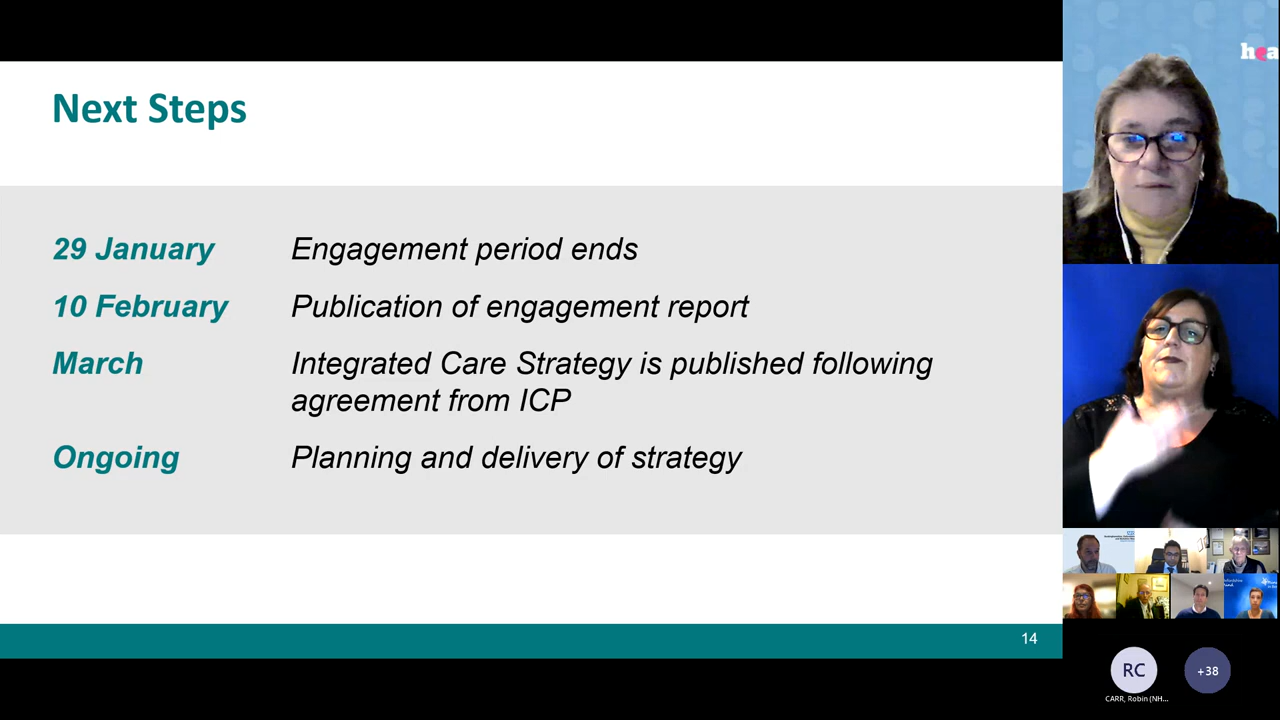 Next Steps
29 January Engagement period ends
10 February Publication of engagement report
March Integrated Care Strategy is published following
agreement from ICP
Ongoing Planning and delivery of strategy
14
hea
RC
+38
CARR, Robin (NH...